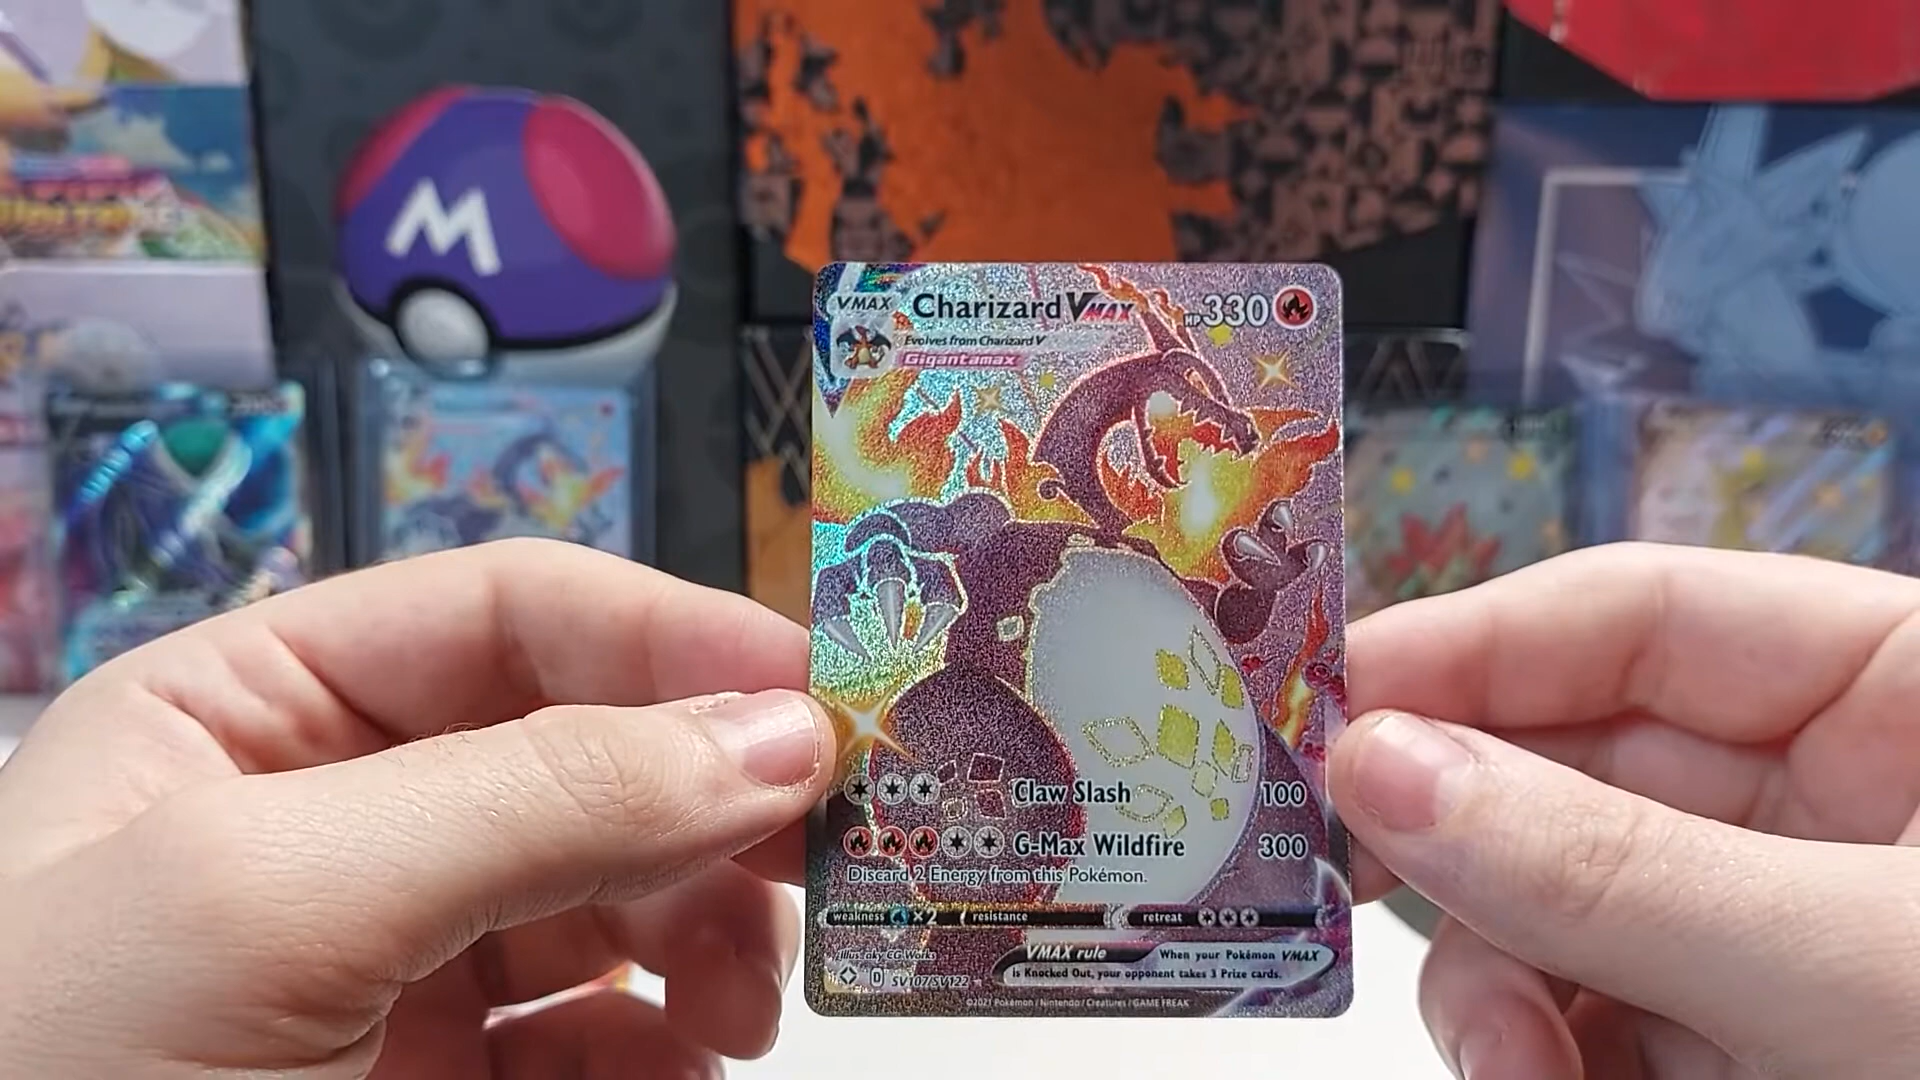 M
VMAX Charizard VMAX HP 330
Evolves from Charizard V
Gigantamax
Claw Slash 100
G-Max Wildfire 300
Discard 2 Energy from this Pokémon.
weakness ×2 resistance retreat
Illus. aky CG Works
VMAX rule When your Pokémon VMAX
is Knocked Out, your opponent takes 3 Prize cards.
D SV107/SV122
©2021 Pokémon / Nintendo / Creatures / GAME FREAK